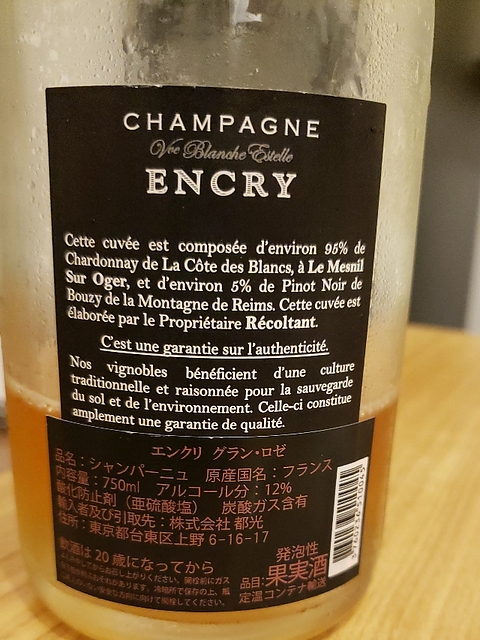 CHAMPAGNE
Vve Blanche Estelle
ENCRY
Cette cuvée est composée d'environ 95% de
Chardonnay de La Côte des Blancs, à Le Mesnil
Sur Oger, et d'environ 5% de Pinot Noir de
Bouzy de la Montagne de Reims. Cette cuvée est
élaborée par le Propriétaire Récoltant.
C'est une garantie sur l'authenticité.
Nos vignobles bénéficient d'une culture
traditionnelle et raisonnée pour la sauvegarde
du sol et de l'environnement. Celle-ci constitue
amplement une garantie de qualité.
エンクリ グラン・ロゼ
品名：シャンパーニュ 原産国名：フランス
内容量：750ml アルコール分：12%
酸化防止剤（亜硫酸塩） 炭酸ガス含有
輸入者及び引取先：株式会社 都光
住所：東京都台東区上野 6-16-17
飲酒は 20 歳になってから
発泡性
品目：果実酒
定温コンテナ輸送